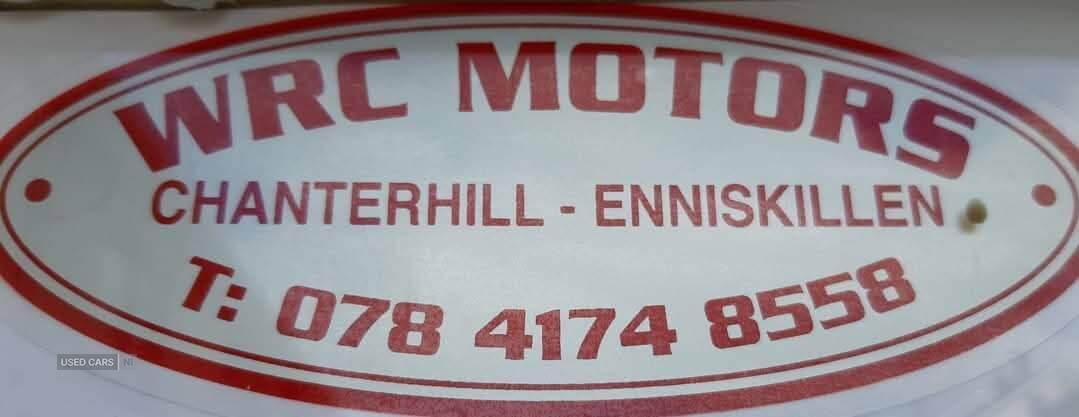 WRC MOTORS
CHANTERHILL - ENNISKILLEN
T: 078 4174 8558
USED CARS NI